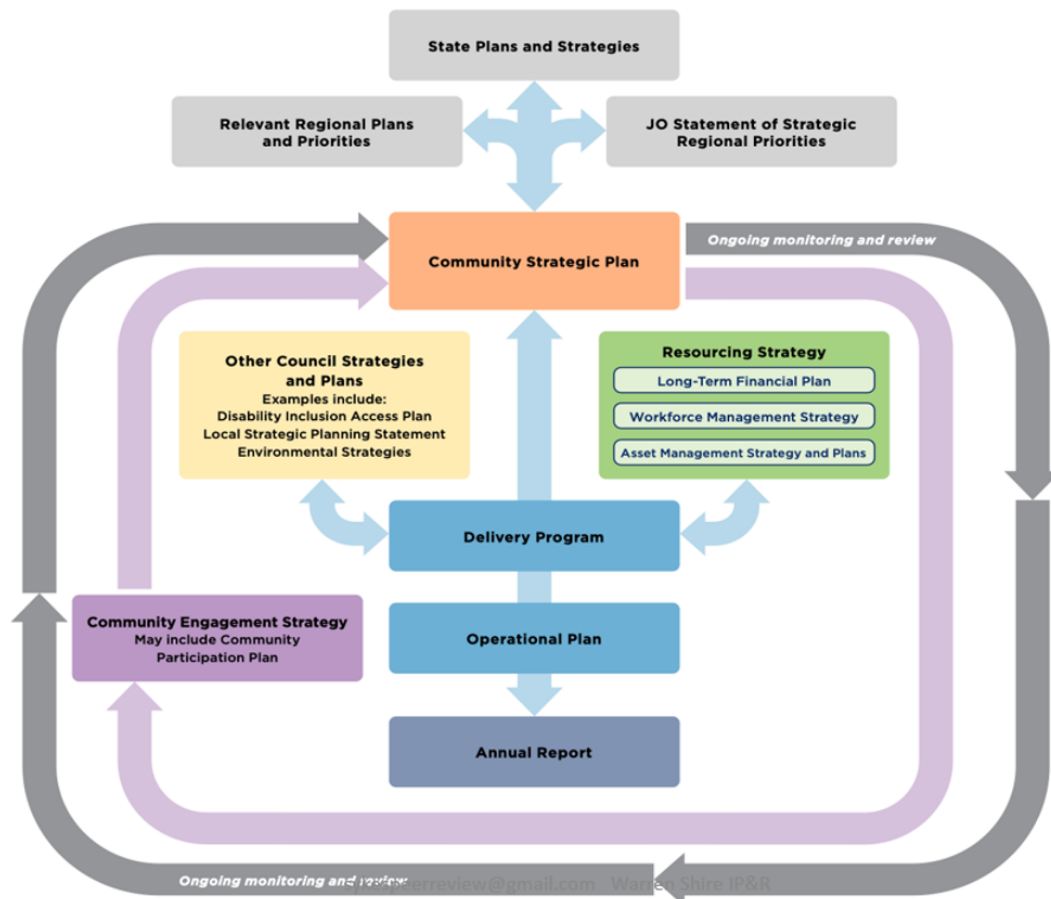 State Plans and Strategies
Relevant Regional Plans
and Priorities
JO Statement of Strategic
Regional Priorities
Community Strategic Plan
Ongoing monitoring and review
Other Council Strategies
and Plans
Examples include:
Disability Inclusion Access Plan
Local Strategic Planning Statement
Environmental Strategies
Resourcing Strategy
Long-Term Financial Plan
Workforce Management Strategy
Asset Management Strategy and Plans
Delivery Program
Community Engagement Strategy
May include Community
Participation Plan
Operational Plan
Annual Report
Ongoing monitoring and review
@gmail.com Warren Shire IP&R